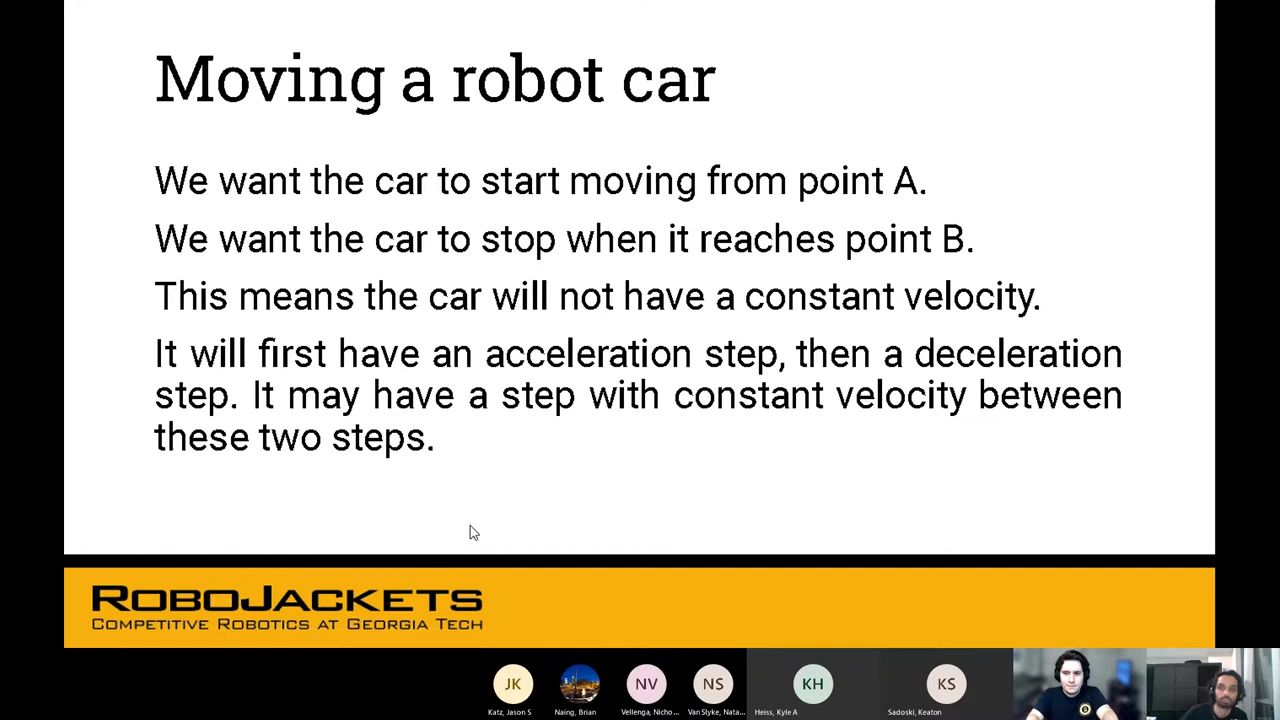 Moving a robot car
We want the car to start moving from point A.
We want the car to stop when it reaches point B.
This means the car will not have a constant velocity.
It will first have an acceleration step, then a deceleration
step. It may have a step with constant velocity between
these two steps.
ROBOJACKETS
COMPETITIVE ROBOTICS AT GEORGIA TECH
JK
NV
NS
KH
KS
Katz, Jason S
Naing, Brian
Vellenga, Nicho ...
Van Slyke, Nata...
Heiss, Kyle A
Sadoski, Keaton